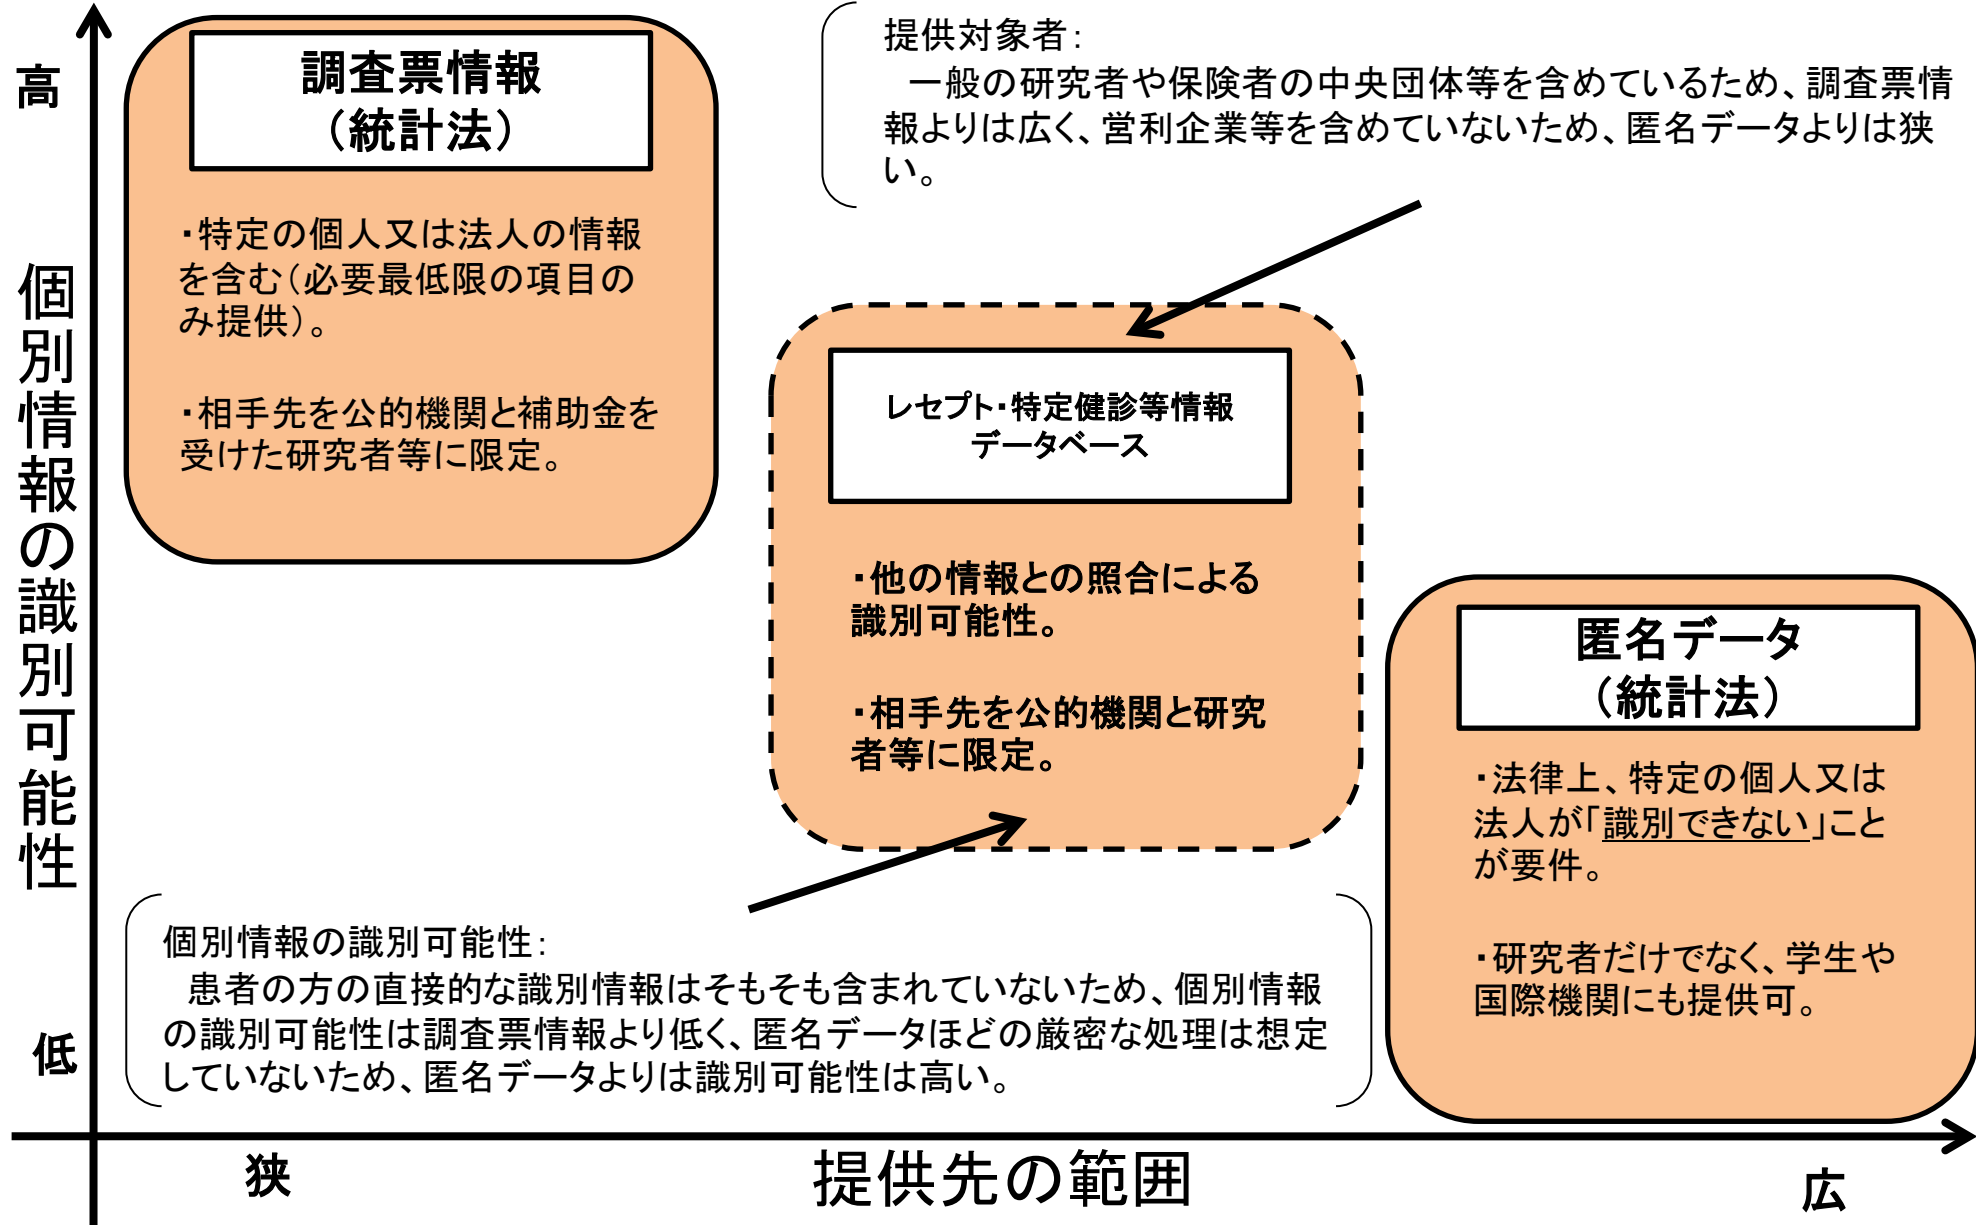 高
個別情報の識別可能性
低
調査票情報
（統計法）
・特定の個人又は法人の情報
を含む（必要最低限の項目の
み提供）。
・相手先を公的機関と補助金を
受けた研究者等に限定。
提供対象者：
一般の研究者や保険者の中央団体等を含めているため、調査票情
報よりは広く、営利企業等を含めていないため、匿名データよりは狭
い。
レセプト・特定健診等情報
データベース
・他の情報との照合による
識別可能性。
・相手先を公的機関と研究
者等に限定。
匿名データ
（統計法）
・法律上、特定の個人又は
法人が「識別できない」こと
が要件。
・研究者だけでなく、学生や
国際機関にも提供可。
個別情報の識別可能性：
患者の方の直接的な識別情報はそもそも含まれていないため、個別情報
の識別可能性は調査票情報より低く、匿名データほどの厳密な処理は想定
していないため、匿名データよりは識別可能性は高い。
狭
提供先の範囲
広